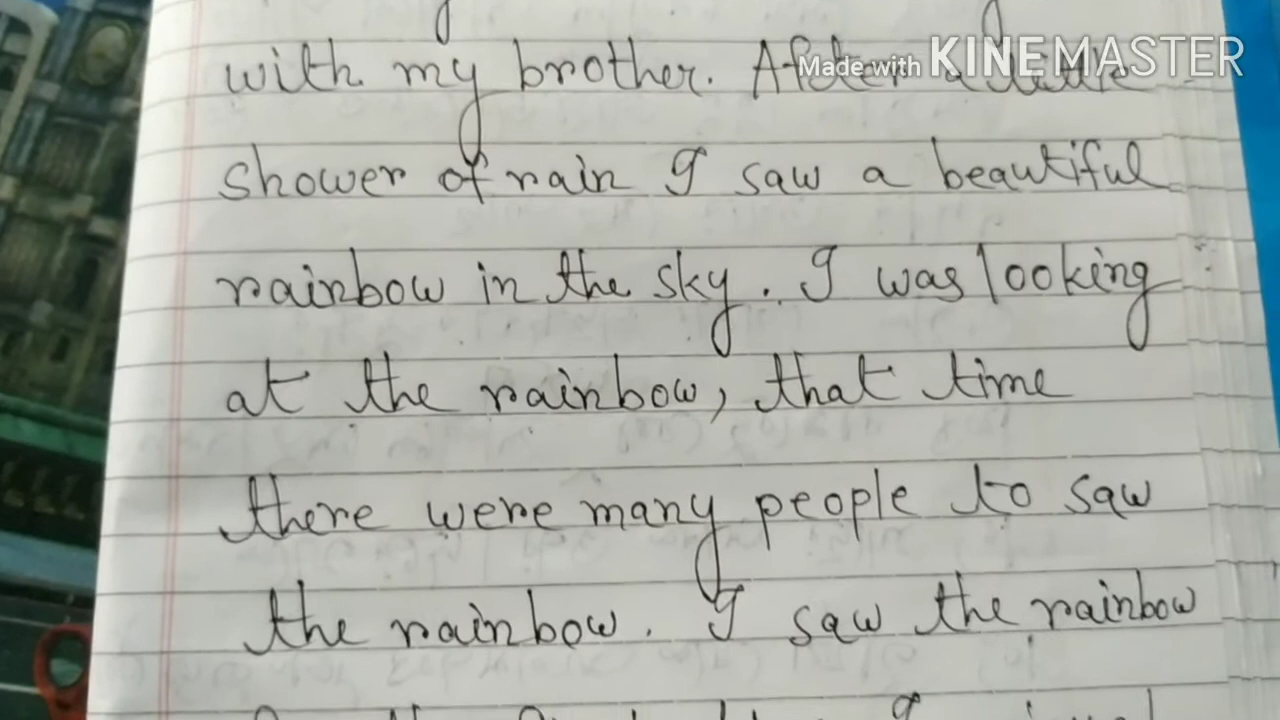 with my brother. After a little
Made with KINEMASTER
shower of rain I saw a beautiful
rainbow in the sky. I was looking
at the rainbow, that time
there were many people to saw
the rainbow. I saw the rainbow